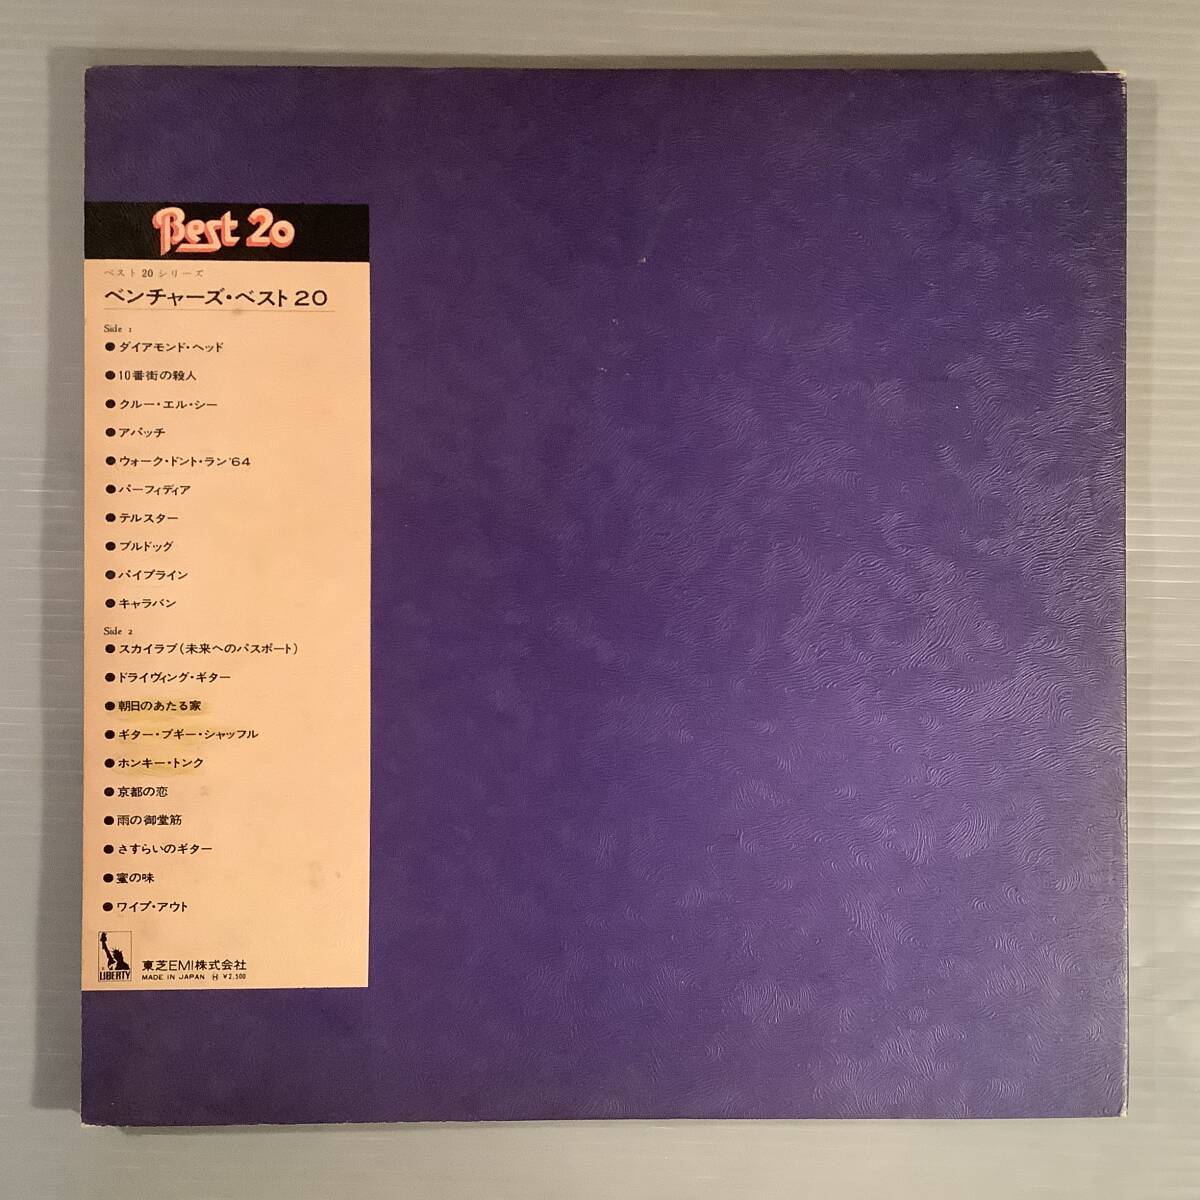 Best 20
ベスト20シリーズ
ベンチャーズ・ベスト20
Side 1
●ダイアモンド・ヘッド
●10番街の殺人
●クルー・エル・シー
●アパッチ
●ウォーク・ドント・ラン'64
●パーフィディア
●テルスター
●ブルドッグ
●パイプライン
●キャラバン
Side 2
●スカイラブ(未来へのパスポート)
●ドライヴィング・ギター
●朝日のあたる家
●ギター・ブギー・シャッフル
●ホンキー・トンク
●京都の恋
●雨の御堂筋
●さすらいのギター
●蜜の味
●ワイプ・アウト
LIBERTY
東芝EMI株式会社
MADE IN JAPAN Ⓗ ¥2,500